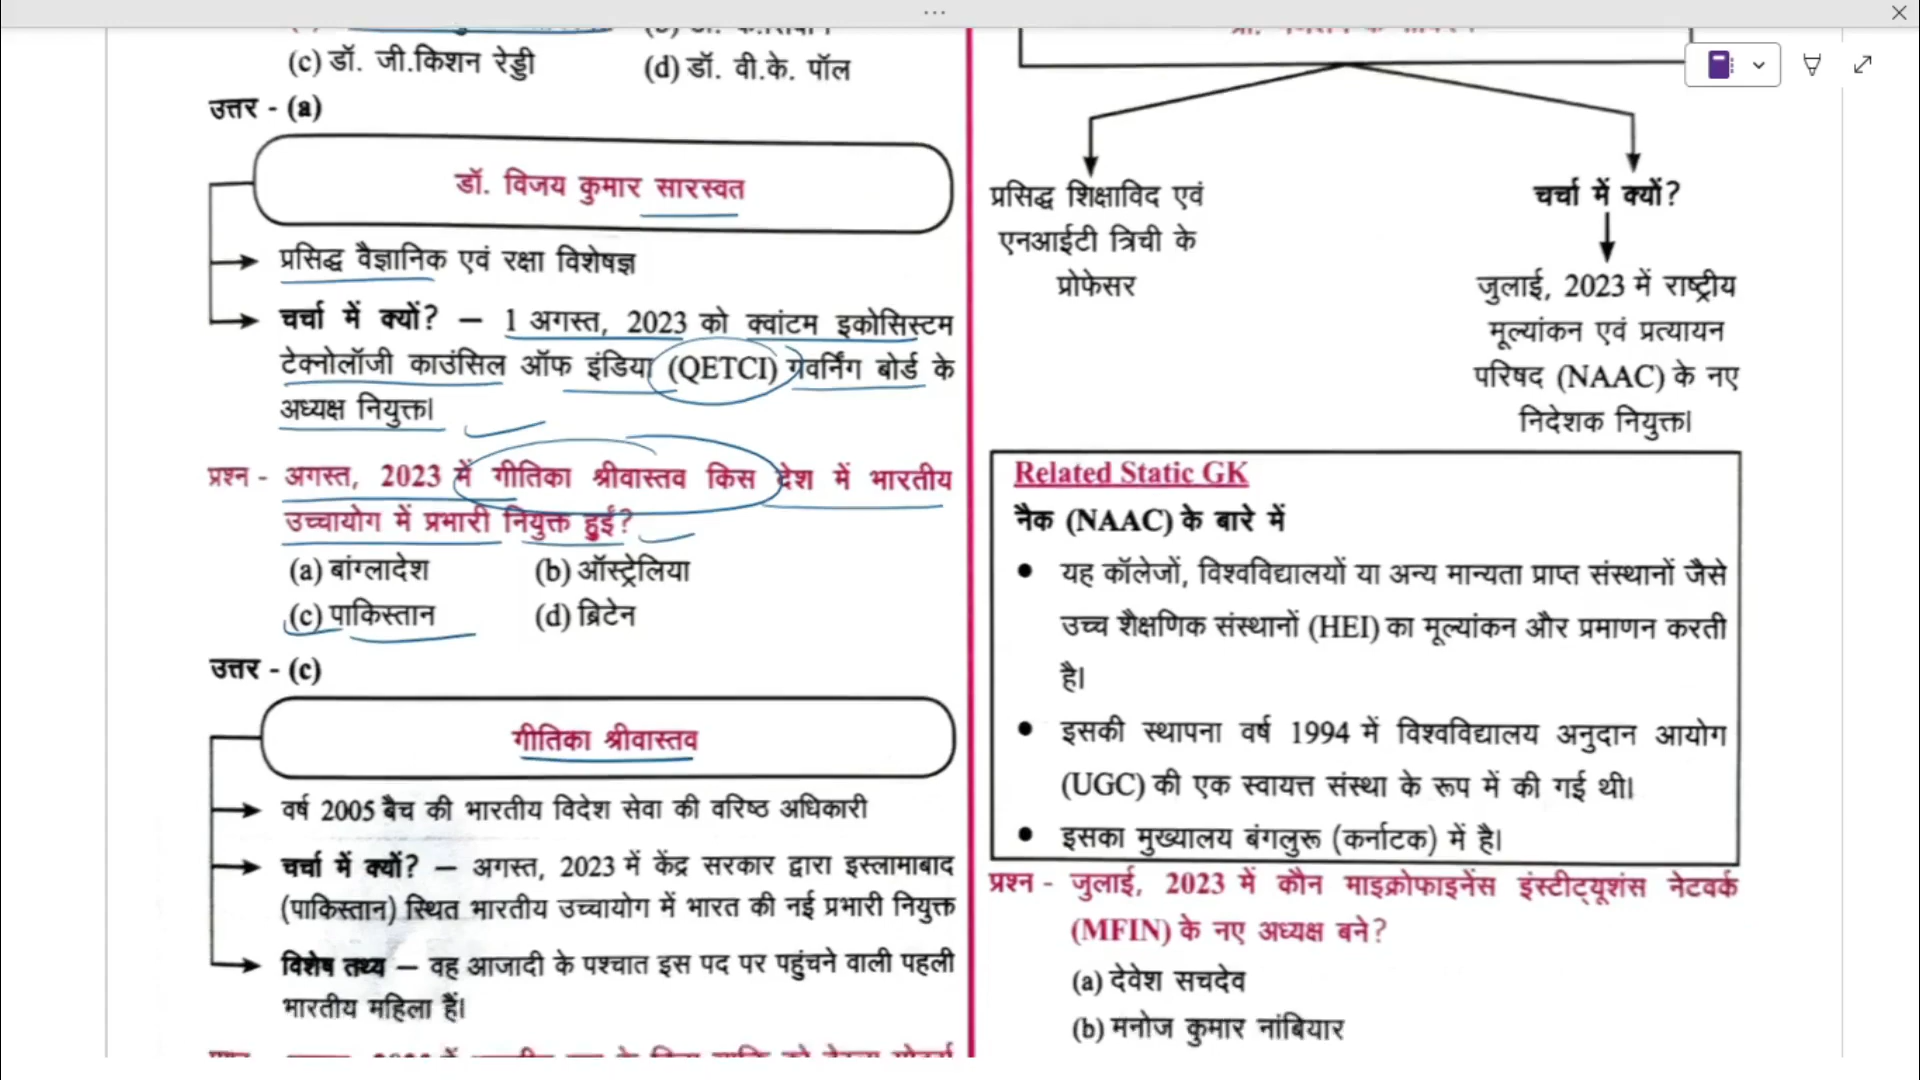 (c) डॉ. जी.किशन रेड्डी
(d) डॉ. वी.के. पॉल
उत्तर - (a)
डॉ. विजय कुमार सारस्वत
प्रसिद्ध वैज्ञानिक एवं रक्षा विशेषज्ञ
चर्चा में क्यों? – 1 अगस्त, 2023 को क्वांटम इकोसिस्टम
टेक्नोलॉजी काउंसिल ऑफ इंडिया (QETCI) गवर्निंग बोर्ड के
अध्यक्ष नियुक्त।
प्रश्न - अगस्त, 2023 में गीतिका श्रीवास्तव किस देश में भारतीय
उच्चायोग में प्रभारी नियुक्त हुईं?
(a) बांग्लादेश (b) ऑस्ट्रेलिया
(c) पाकिस्तान (d) ब्रिटेन
उत्तर - (c)
गीतिका श्रीवास्तव
वर्ष 2005 बैच की भारतीय विदेश सेवा की वरिष्ठ अधिकारी
चर्चा में क्यों? – अगस्त, 2023 में केंद्र सरकार द्वारा इस्लामाबाद
(पाकिस्तान) स्थित भारतीय उच्चायोग में भारत की नई प्रभारी नियुक्त
विशेष तथ्य – वह आजादी के पश्चात इस पद पर पहुंचने वाली पहली
भारतीय महिला हैं।
प्रसिद्ध शिक्षाविद एवं
एनआईटी त्रिची के
प्रोफेसर
चर्चा में क्यों?
जुलाई, 2023 में राष्ट्रीय
मूल्यांकन एवं प्रत्यायन
परिषद (NAAC) के नए
निदेशक नियुक्त।
Related Static GK
नैक (NAAC) के बारे में
• यह कॉलेजों, विश्वविद्यालयों या अन्य मान्यता प्राप्त संस्थानों जैसे
उच्च शैक्षणिक संस्थानों (HEI) का मूल्यांकन और प्रमाणन करती
है।
• इसकी स्थापना वर्ष 1994 में विश्वविद्यालय अनुदान आयोग
(UGC) की एक स्वायत्त संस्था के रूप में की गई थी।
• इसका मुख्यालय बंगलुरू (कर्नाटक) में है।
प्रश्न - जुलाई, 2023 में कौन माइक्रोफाइनेंस इंस्टीट्यूशंस नेटवर्क
(MFIN) के नए अध्यक्ष बने?
(a) देवेश सचदेव
(b) मनोज कुमार नांबियार